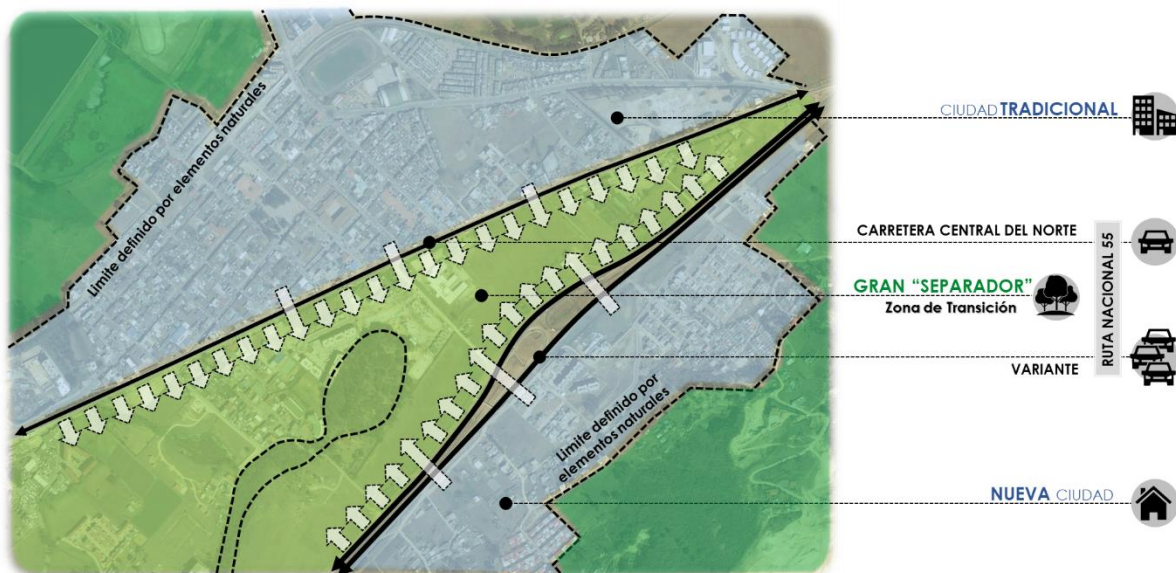 Limite definido por elementos naturales
CIUDAD TRADICIONAL
CARRETERA CENTRAL DEL NORTE
GRAN “SEPARADOR”
Zona de Transición
RUTA NACIONAL 55
VARIANTE
Limite definido por
elementos naturales
NUEVA CIUDAD